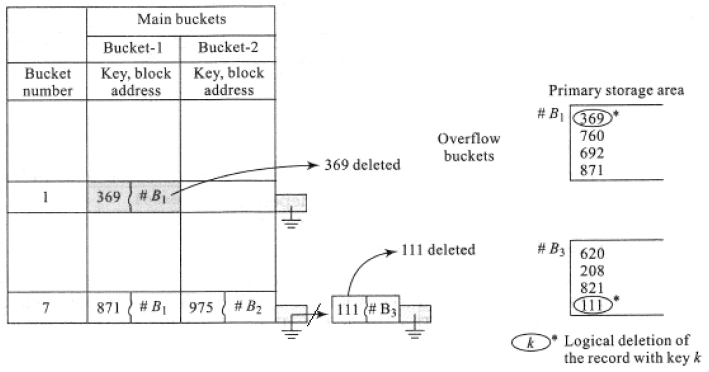 Main buckets
Bucket-1 Bucket-2
Bucket number Key, block address Key, block address
Primary storage area
# B1 369*
760
692
871
Overflow buckets
369 deleted
1 369 # B1
111 deleted
# B3 620
208
821
111*
7 871 # B1 975 # B2 111 # B3
k* Logical deletion of
the record with key k